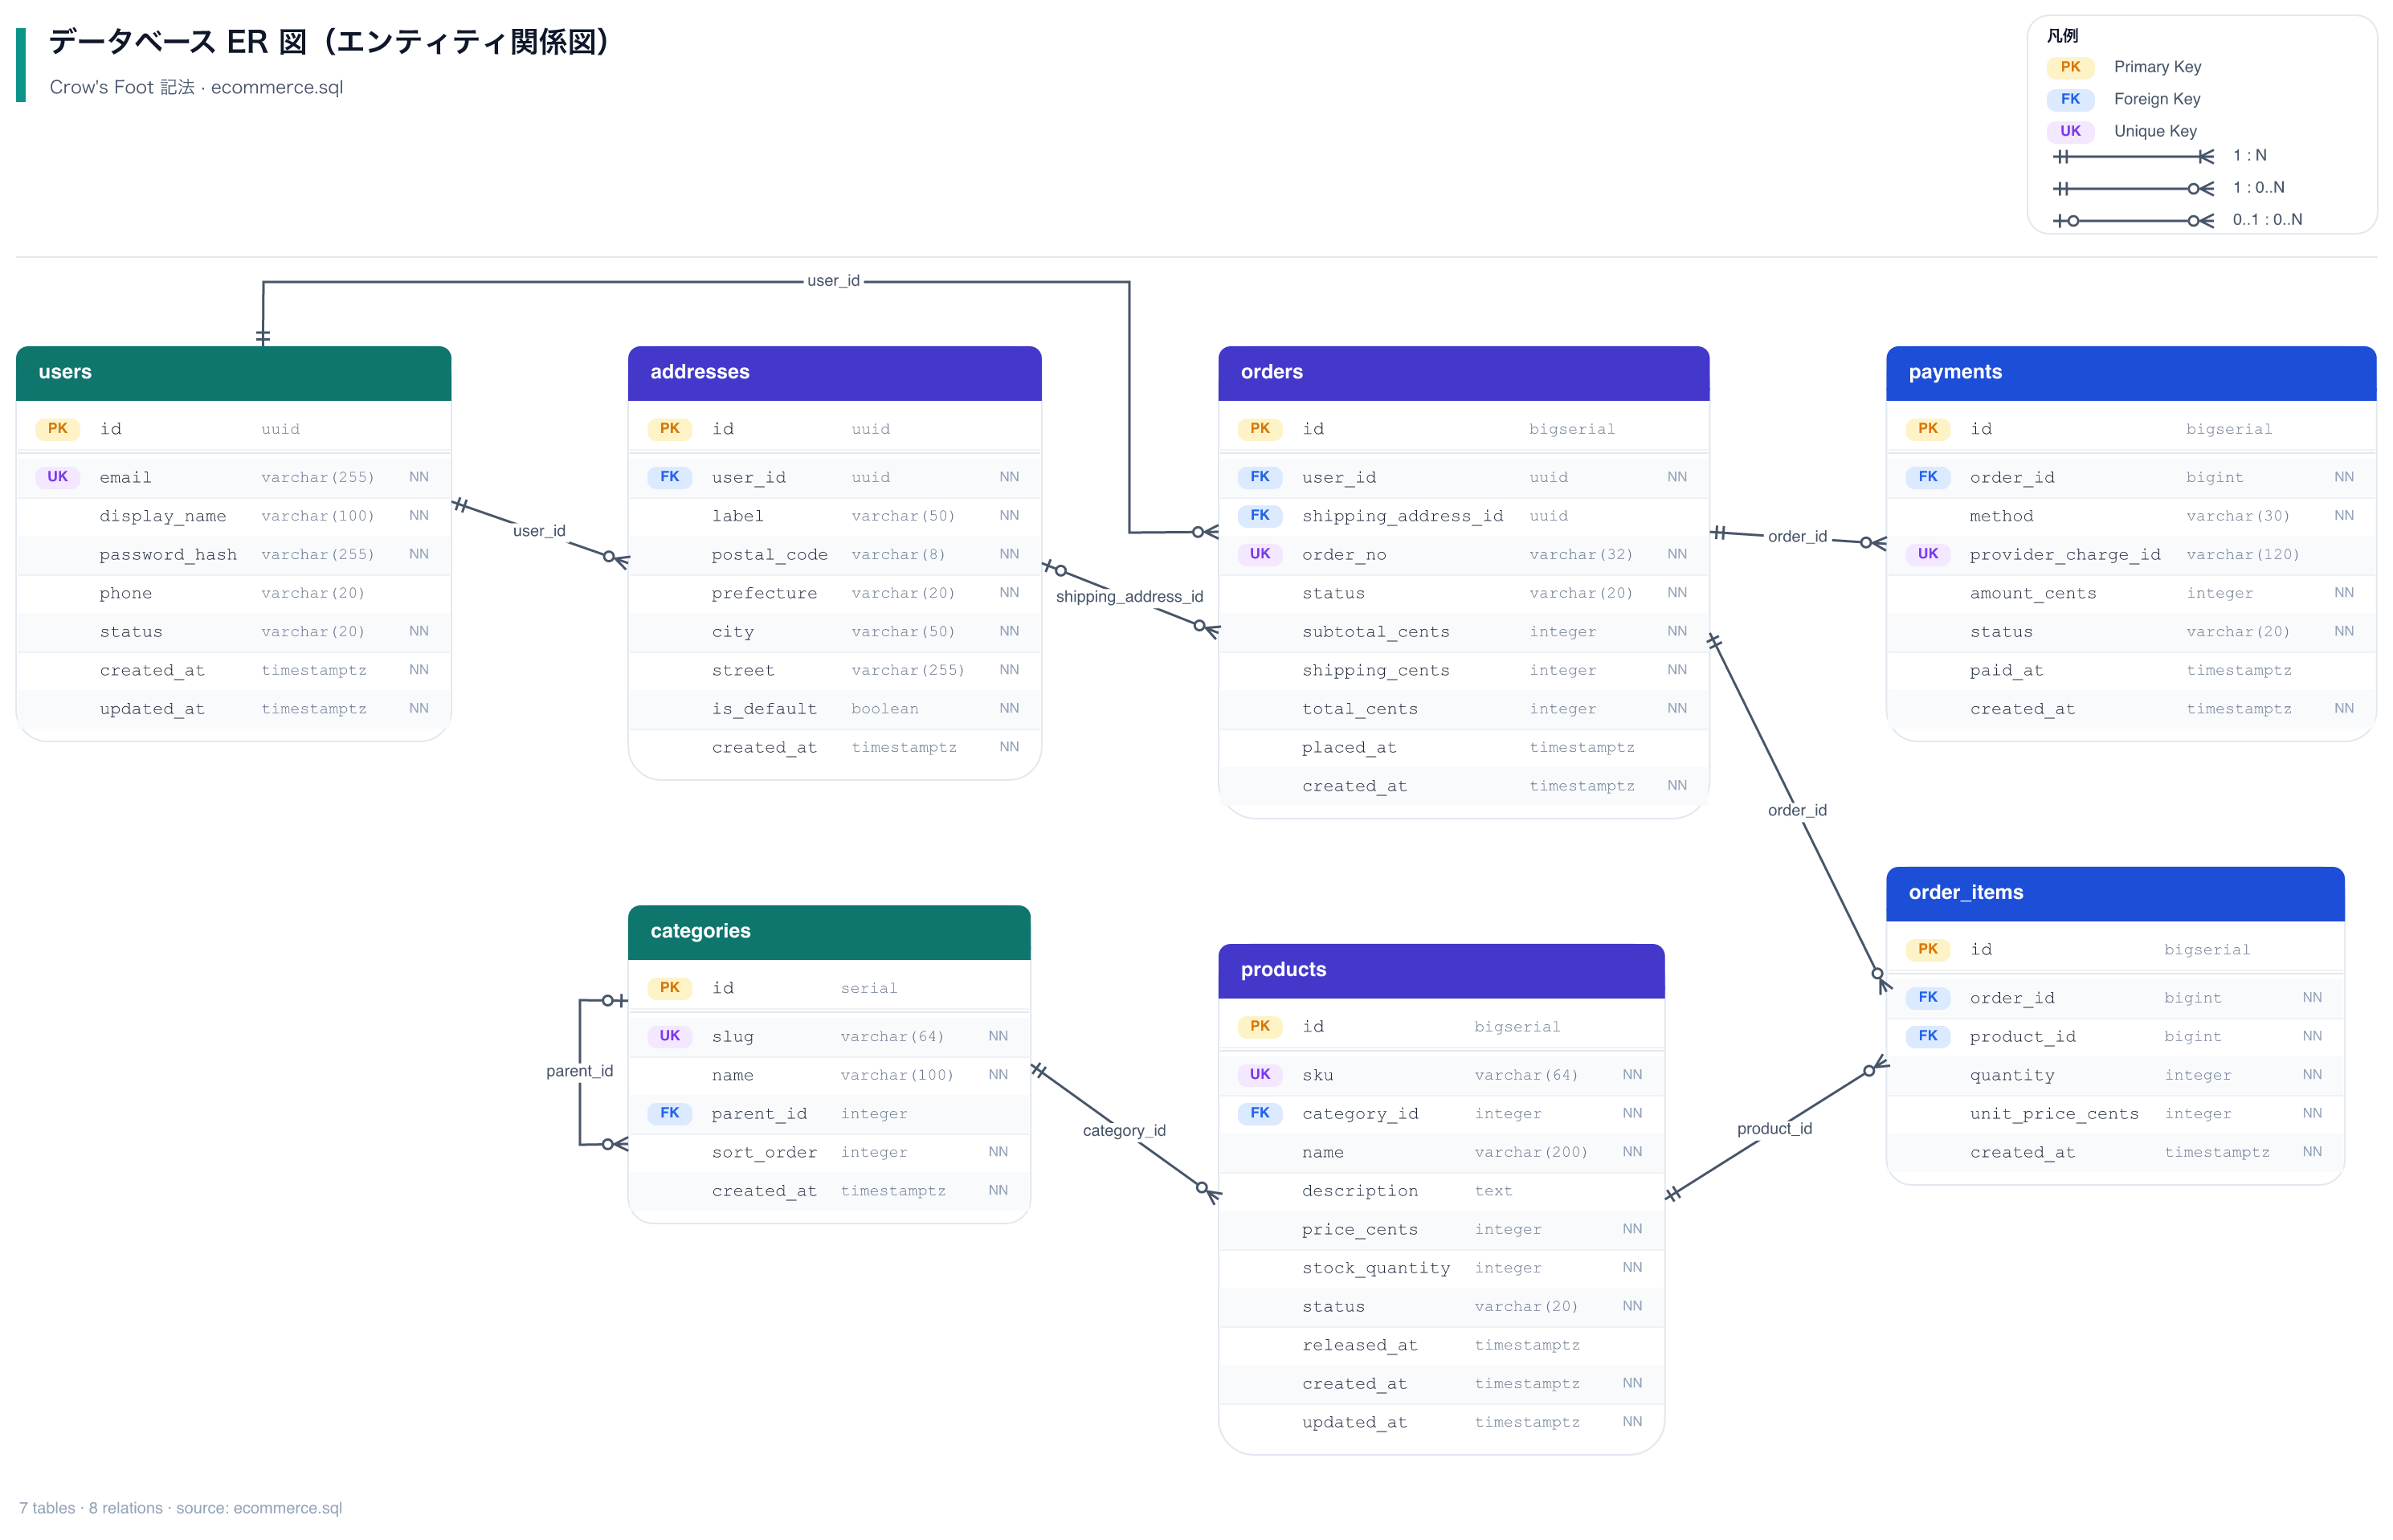 データベース ER 図（エンティティ関係図）
Crow's Foot 記法 · ecommerce.sql
凡例
PK Primary Key
FK Foreign Key
UK Unique Key
1 : N
1 : 0..N
0..1 : 0..N
user_id
users
PK id uuid
UK email varchar(255) NN
display_name varchar(100) NN
password_hash varchar(255) NN
phone varchar(20)
status varchar(20) NN
created_at timestamptz NN
updated_at timestamptz NN
user_id
addresses
PK id uuid
FK user_id uuid NN
label varchar(50) NN
postal_code varchar(8) NN
prefecture varchar(20) NN
city varchar(50) NN
street varchar(255) NN
is_default boolean NN
created_at timestamptz NN
shipping_address_id
orders
PK id bigserial
FK user_id uuid NN
FK shipping_address_id uuid
UK order_no varchar(32) NN
status varchar(20) NN
subtotal_cents integer NN
shipping_cents integer NN
total_cents integer NN
placed_at timestamptz
created_at timestamptz NN
order_id
payments
PK id bigserial
FK order_id bigint NN
method varchar(30) NN
UK provider_charge_id varchar(120)
amount_cents integer NN
status varchar(20) NN
paid_at timestamptz
created_at timestamptz NN
order_id
parent_id
categories
PK id serial
UK slug varchar(64) NN
name varchar(100) NN
FK parent_id integer
sort_order integer NN
created_at timestamptz NN
category_id
products
PK id bigserial
UK sku varchar(64) NN
FK category_id integer NN
name varchar(200) NN
description text
price_cents integer NN
stock_quantity integer NN
status varchar(20) NN
released_at timestamptz
created_at timestamptz NN
updated_at timestamptz NN
product_id
order_items
PK id bigserial
FK order_id bigint NN
FK product_id bigint NN
quantity integer NN
unit_price_cents integer NN
created_at timestamptz NN
7 tables · 8 relations · source: ecommerce.sql